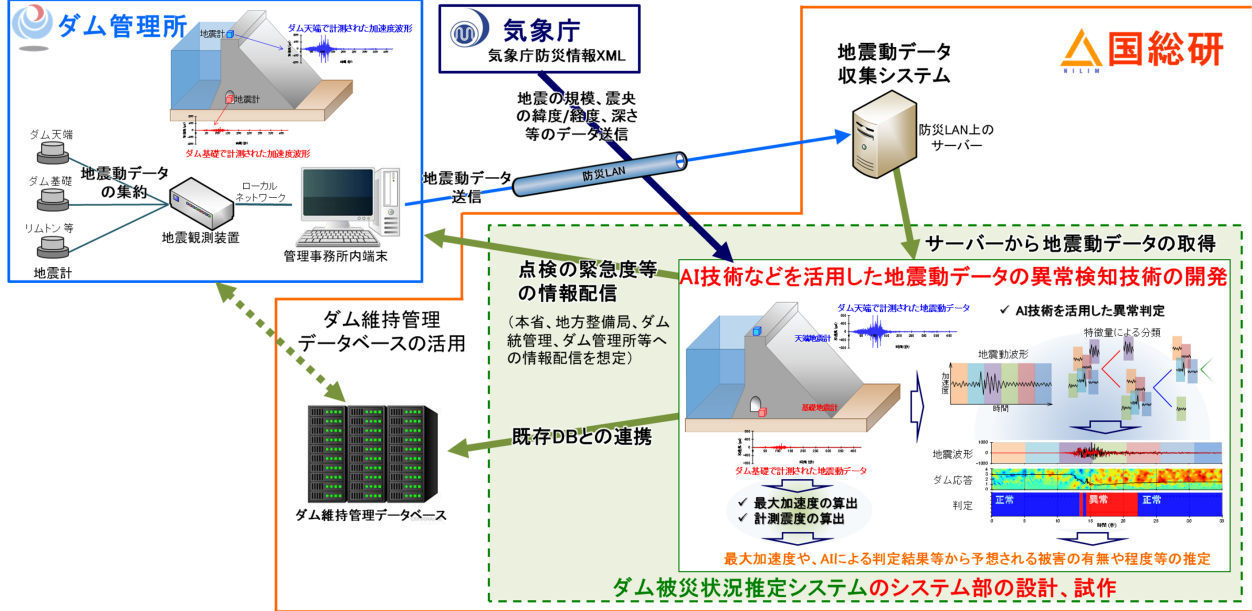 ダム管理所
地震計
ダム天端で計測された加速度波形
地震計
ダム基礎で計測された加速度波形
ダム天端
ダム基礎
リムトン等
地震計
地震動データ
の集約
地震観測装置
ローカル
ネットワーク
管理事務所内端末
気象庁
気象庁防災情報XML
地震の規模、震央
の緯度/経度、深さ
等のデータ送信
地震動データ
送信
防災LAN
地震動データ
収集システム
防災LAN上の
サーバー
NILIM
国総研
サーバーから地震動データの取得
点検の緊急度等
の情報配信
(本省、地方整備局、ダム
統管理、ダム管理所等へ
の情報配信を想定)
ダム維持管理
データベースの活用
既存DBとの連携
ダム維持管理データベース
AI技術などを活用した地震動データの異常検知技術の開発
ダム天端で計測された地震動データ
天端地震計
基礎地震計
ダム基礎で計測された地震動データ
✓ 最大加速度の算出
✓ 計測震度の算出
✓ AI技術を活用した異常判定
特徴量による分類
地震動波形
加速度
時間
地震波形
1000
0
-1000
ダム応答
判定
正常
異常
正常
0 5 10 15 20 25 30
時間 (秒)
最大加速度や、AIによる判定結果等から予想される被害の有無や程度等の推定
ダム被災状況推定システムのシステム部の設計、試作